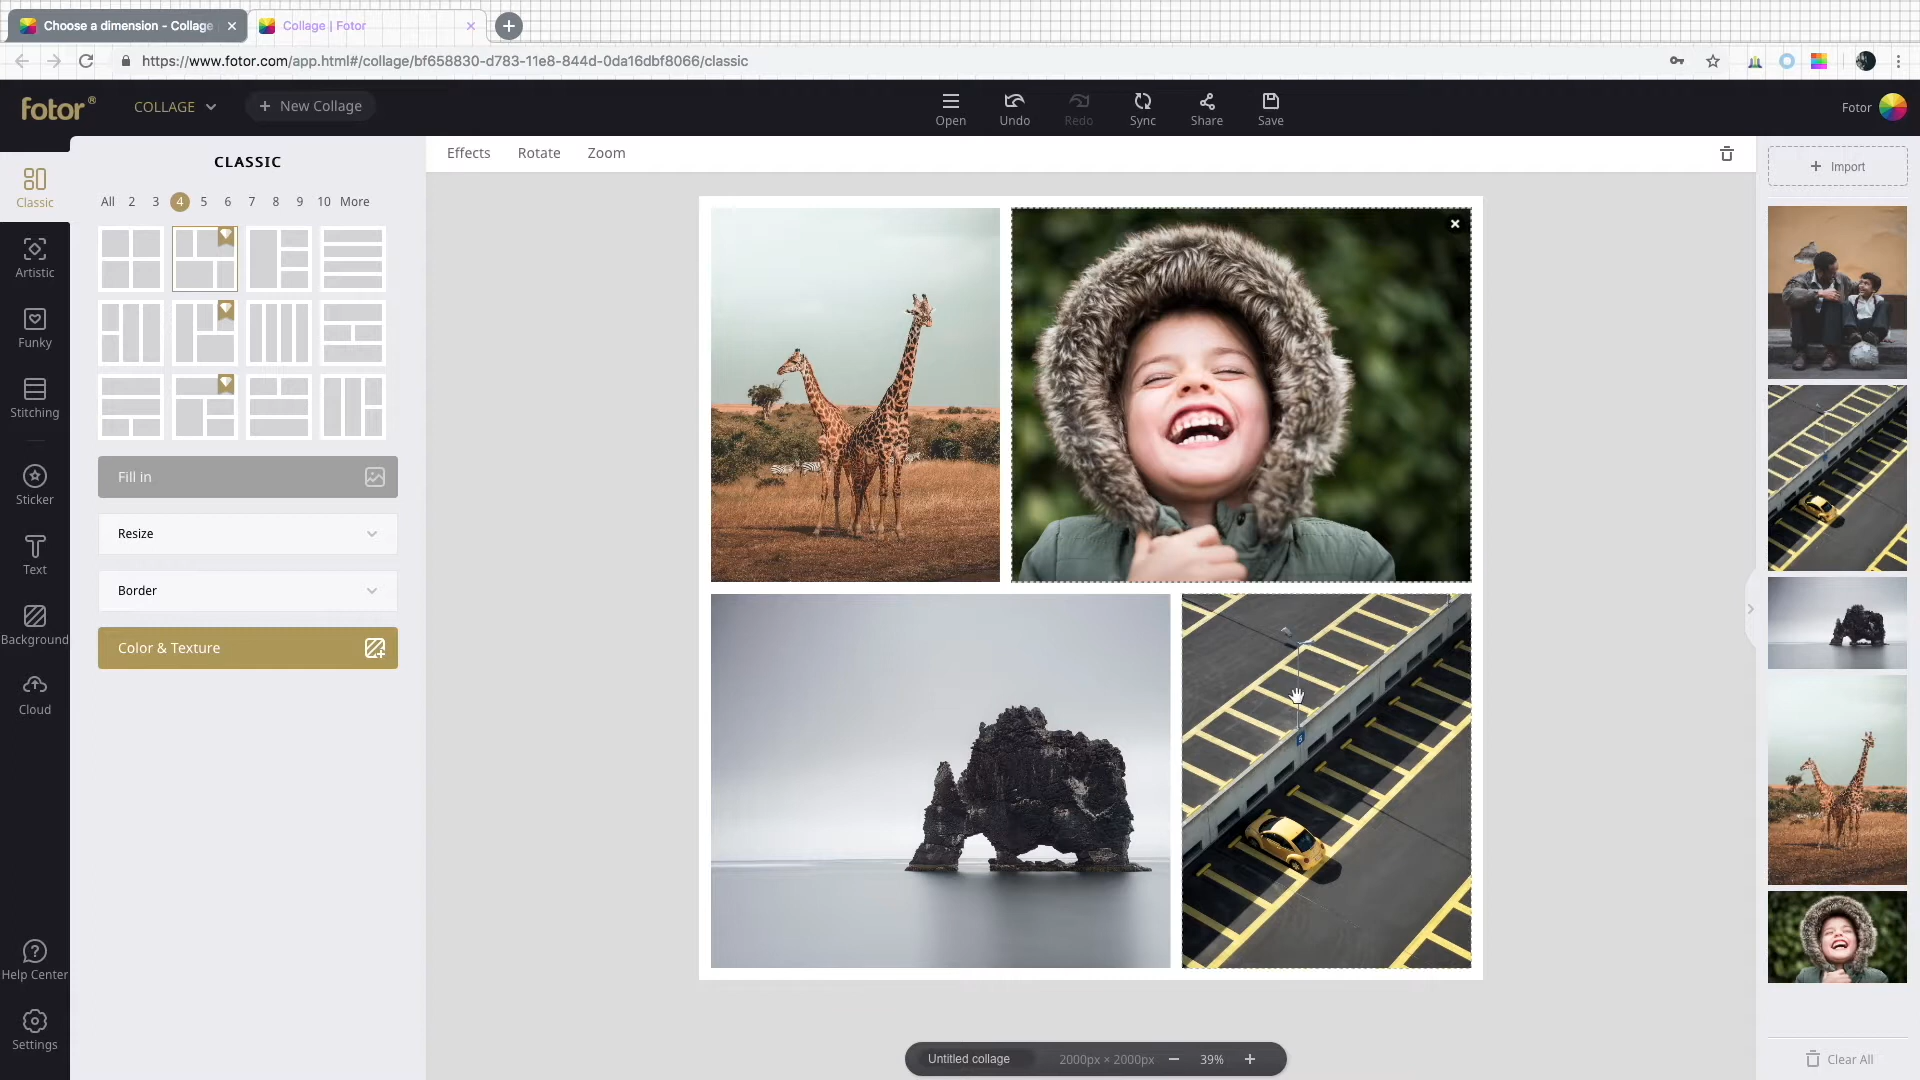 Choose a dimension - Collage
Collage | Fotor
https://www.fotor.com/app.html#/collage/bf658830-d783-11e8-844d-0da16dbf8066/classic
fotor®
COLLAGE
+ New Collage
Open
Undo
Redo
Sync
Share
Save
Fotor
Classic
Artistic
Funky
Stitching
Sticker
Text
Background
Cloud
Help Center
Settings
CLASSIC
All 2 3 4 5 6 7 8 9 10 More
Fill in
Resize
Border
Color & Texture
Effects Rotate Zoom
Untitled collage 2000px × 2000px − 39% +
+ Import
Clear All